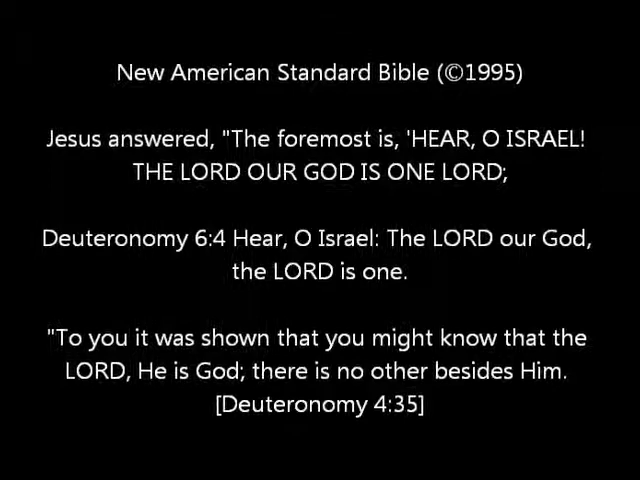 New American Standard Bible (©1995)
Jesus answered, "The foremost is, 'HEAR, O ISRAEL!
THE LORD OUR GOD IS ONE LORD;
Deuteronomy 6:4 Hear, O Israel: The LORD our God,
the LORD is one.
"To you it was shown that you might know that the
LORD, He is God; there is no other besides Him.
[Deuteronomy 4:35]